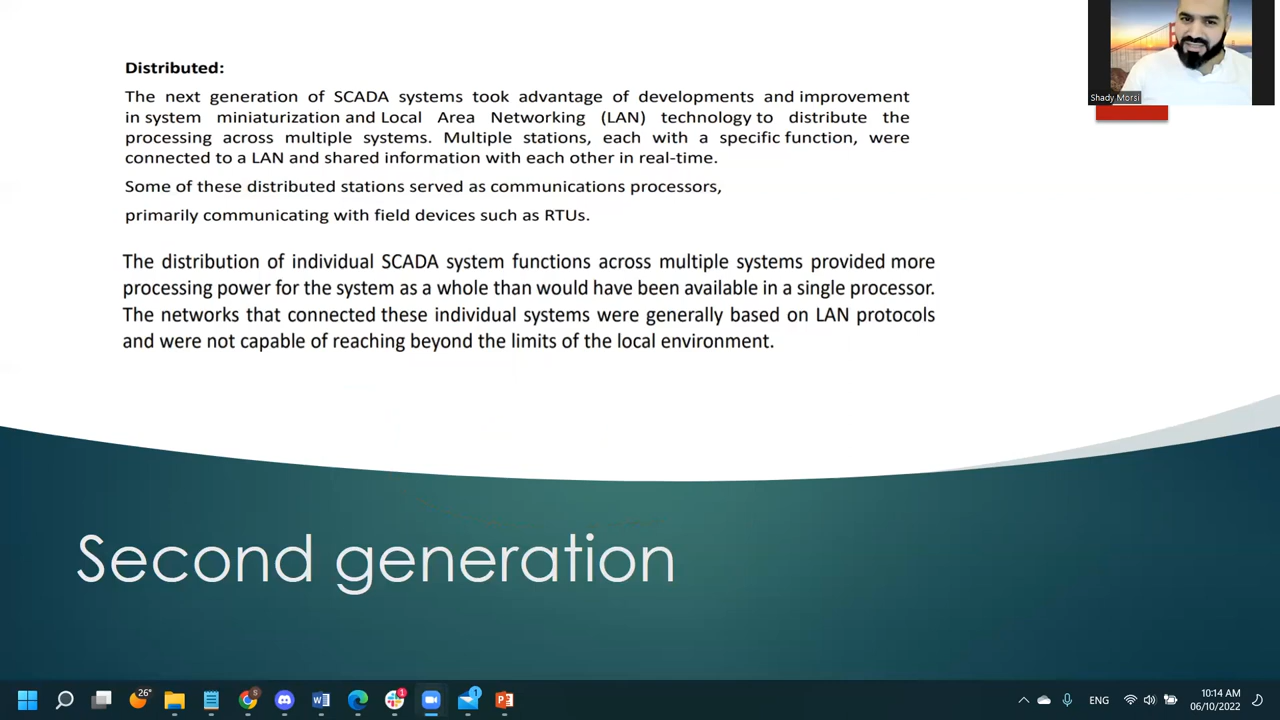 Distributed:
The next generation of SCADA systems took advantage of developments and improvement
in system miniaturization and Local Area Networking (LAN) technology to distribute the
processing across multiple systems. Multiple stations, each with a specific function, were
connected to a LAN and shared information with each other in real-time.
Some of these distributed stations served as communications processors,
primarily communicating with field devices such as RTUs.
The distribution of individual SCADA system functions across multiple systems provided more
processing power for the system as a whole than would have been available in a single processor.
The networks that connected these individual systems were generally based on LAN protocols
and were not capable of reaching beyond the limits of the local environment.
Shady Morsi
Second generation
26°
S
1
1
ENG
10:14 AM
06/10/2022